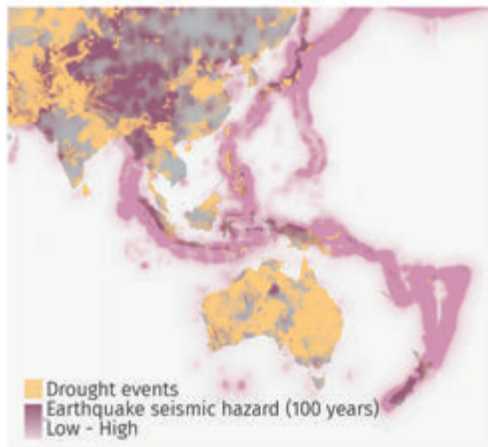 Drought events
Earthquake seismic hazard (100 years)
Low - High